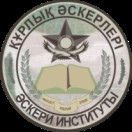 ҚҰРЛЫҚ ӘСКЕРЛЕРІ
ӘСКЕРИ ИНСТИТУТЫ